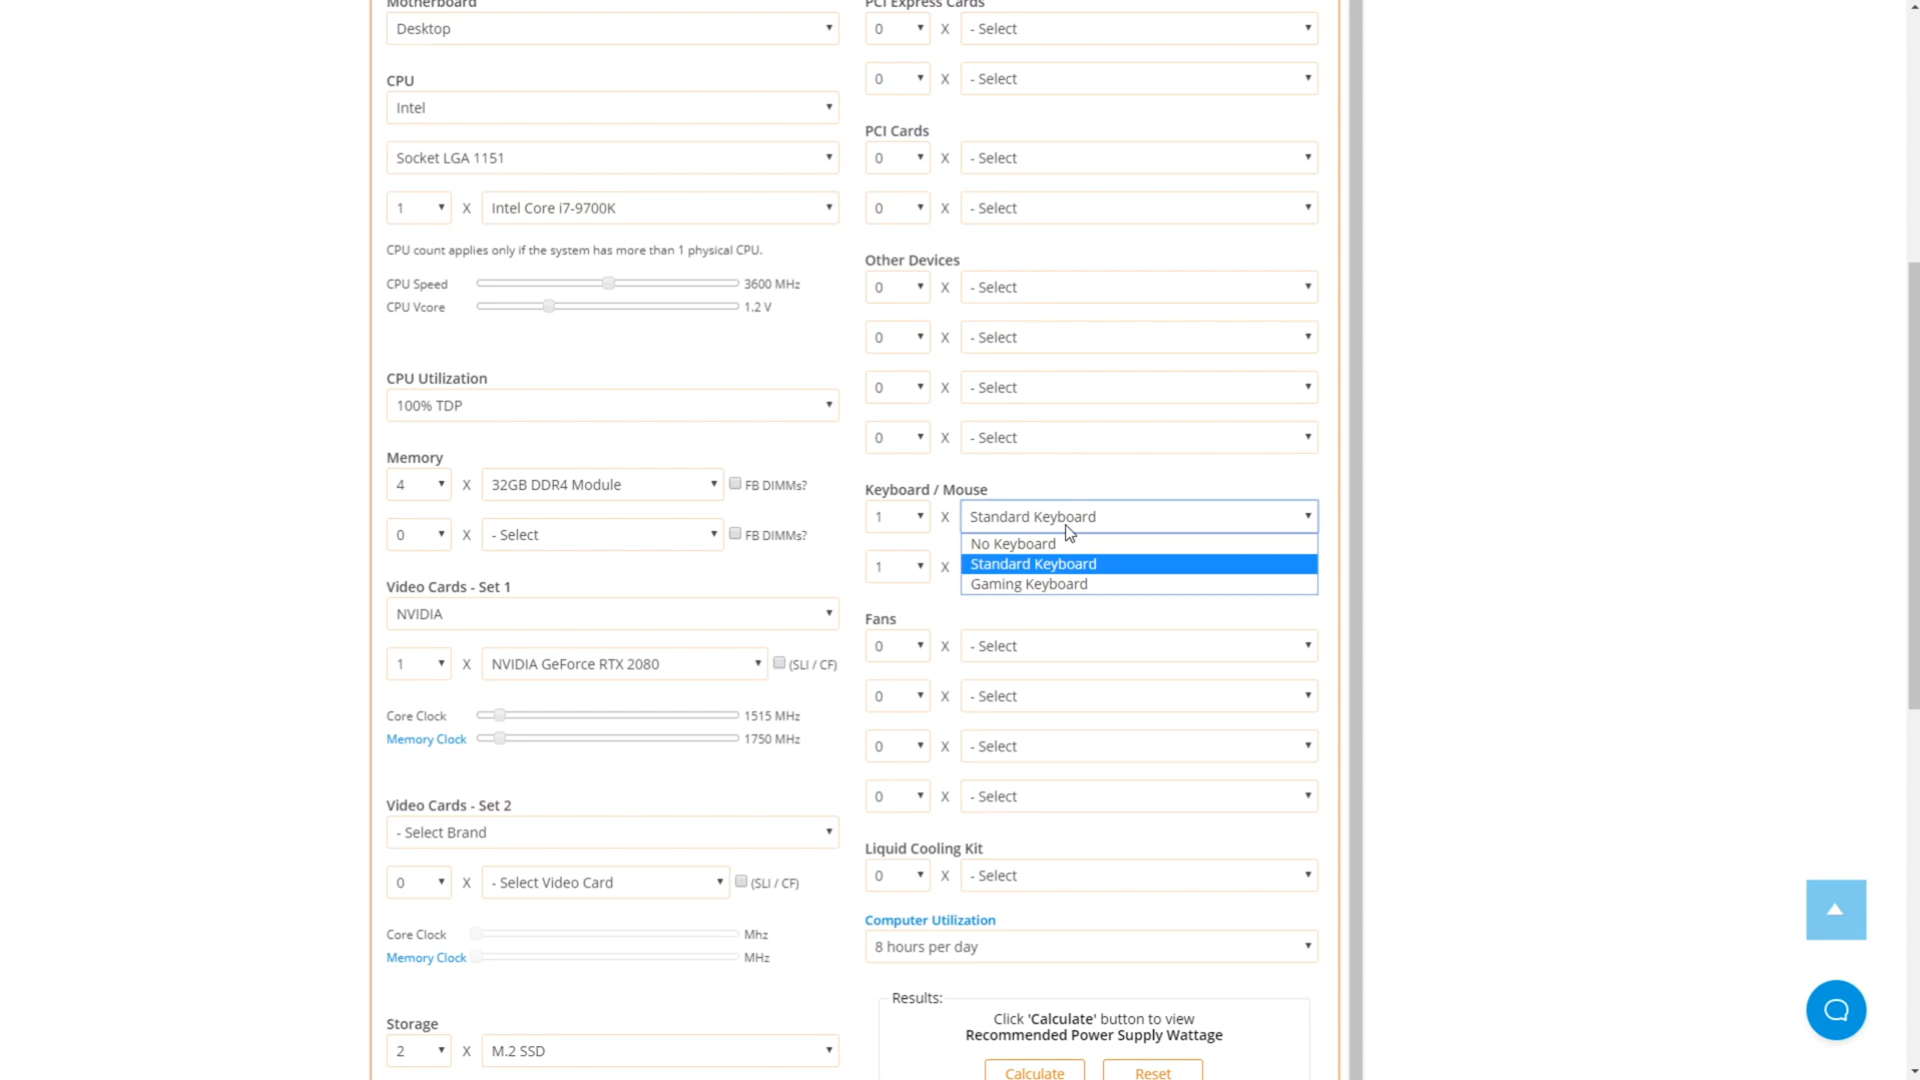 Motherboard
Desktop
CPU
Intel
Socket LGA 1151
1 X Intel Core i7-9700K
CPU count applies only if the system has more than 1 physical CPU.
CPU Speed 3600 MHz
CPU Vcore 1.2 V
CPU Utilization
100% TDP
Memory
4 X 32GB DDR4 Module FB DIMMs?
0 X - Select FB DIMMs?
Video Cards - Set 1
NVIDIA
1 X NVIDIA GeForce RTX 2080 (SLI / CF)
Core Clock 1515 MHz
Memory Clock 1750 MHz
Video Cards - Set 2
- Select Brand
0 X - Select Video Card (SLI / CF)
Core Clock Mhz
Memory Clock MHz
Storage
2 X M.2 SSD
PCI Express Cards
0 X - Select
0 X - Select
PCI Cards
0 X - Select
0 X - Select
Other Devices
0 X - Select
0 X - Select
0 X - Select
0 X - Select
Keyboard / Mouse
1 X Standard Keyboard
No Keyboard
Standard Keyboard
1 X
Gaming Keyboard
Fans
0 X - Select
0 X - Select
0 X - Select
0 X - Select
Liquid Cooling Kit
0 X - Select
Computer Utilization
8 hours per day
Results:
Click 'Calculate' button to view
Recommended Power Supply Wattage
Calculate Reset